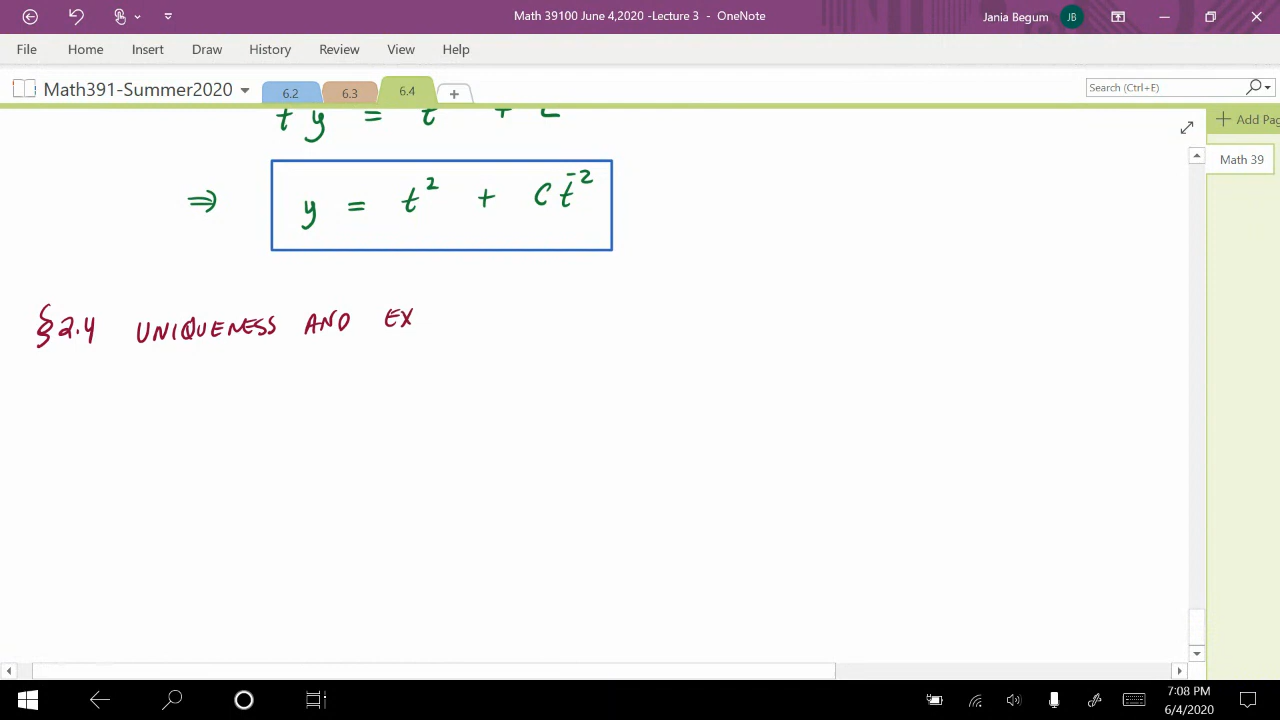 Math 39100 June 4,2020 -Lecture 3 - OneNote
Jania Begum JB
File Home Insert Draw History Review View Help
Math391-Summer2020 6.2 6.3 6.4
Search (Ctrl+E)
Add Pag
Math 39
⇒ y = t² + C t⁻²
§2.4 UNIQUENESS AND EX
7:08 PM
6/4/2020